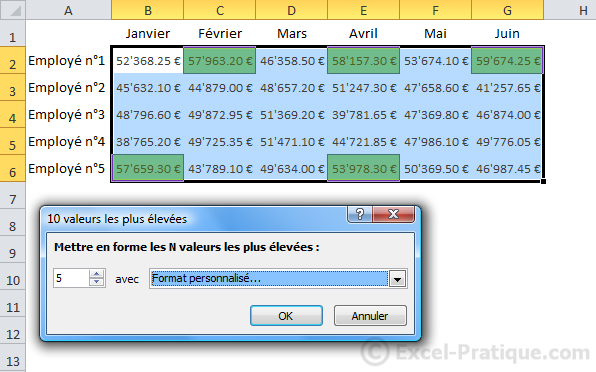 A B C D E F G H
1 Janvier Février Mars Avril Mai Juin
2 Employé n°1 52'368.25 € 57'963.20 € 46'358.50 € 58'157.30 € 53'674.10 € 59'674.25 €
3 Employé n°2 45'632.10 € 44'879.00 € 48'657.20 € 51'247.30 € 47'658.60 € 41'257.65 €
4 Employé n°3 48'796.60 € 49'872.95 € 51'369.20 € 39'781.65 € 47'369.80 € 46'874.00 €
5 Employé n°4 38'765.20 € 49'725.35 € 51'471.10 € 44'721.85 € 47'986.10 € 49'776.05 €
6 Employé n°5 57'659.30 € 43'789.10 € 49'634.00 € 53'978.30 € 50'369.50 € 46'987.45 €
7
8 10 valeurs les plus élevées
9 Mettre en forme les N valeurs les plus élevées :
10 5 avec Format personnalisé...
11 OK Annuler
12
13 © Excel-Pratique.com